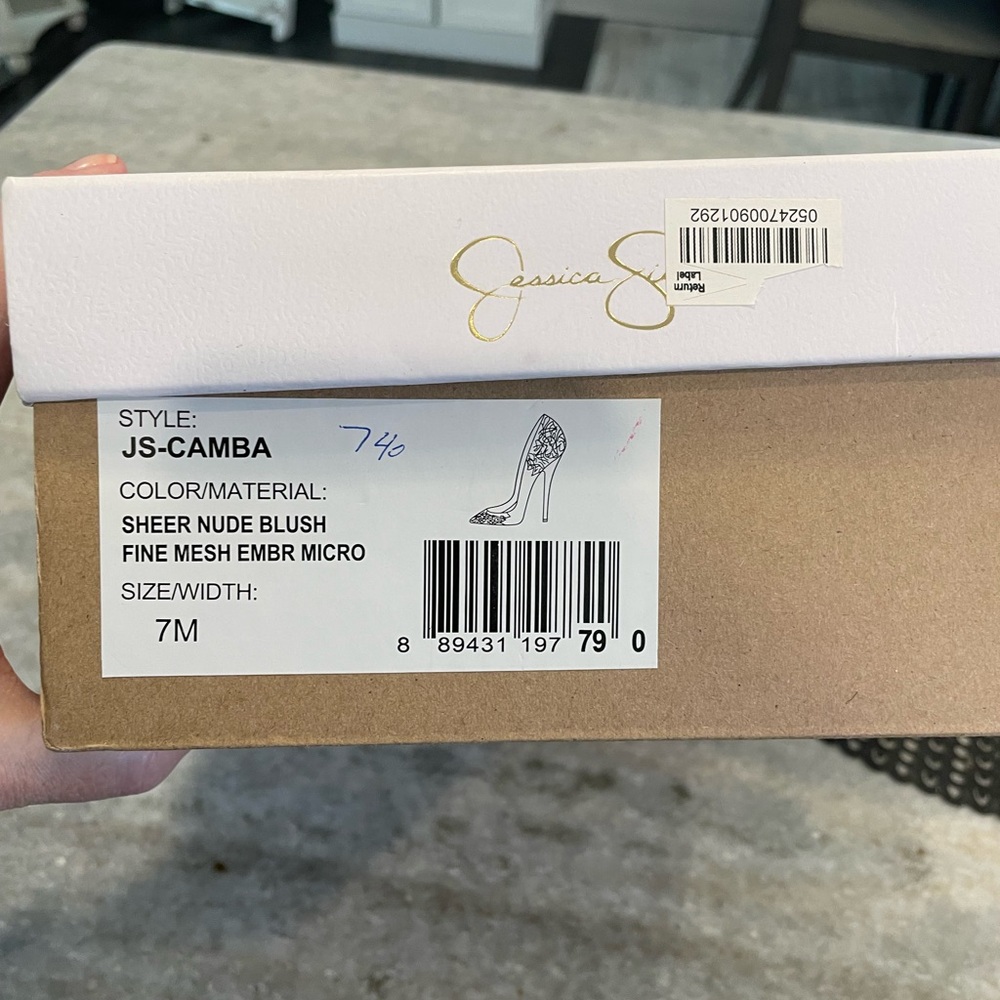 Jessica Si
0524700901292
Return
Label
STYLE:
JS-CAMBA
740
COLOR/MATERIAL:
SHEER NUDE BLUSH
FINE MESH EMBR MICRO
SIZE/WIDTH:
7M
8 89431 197 79 0